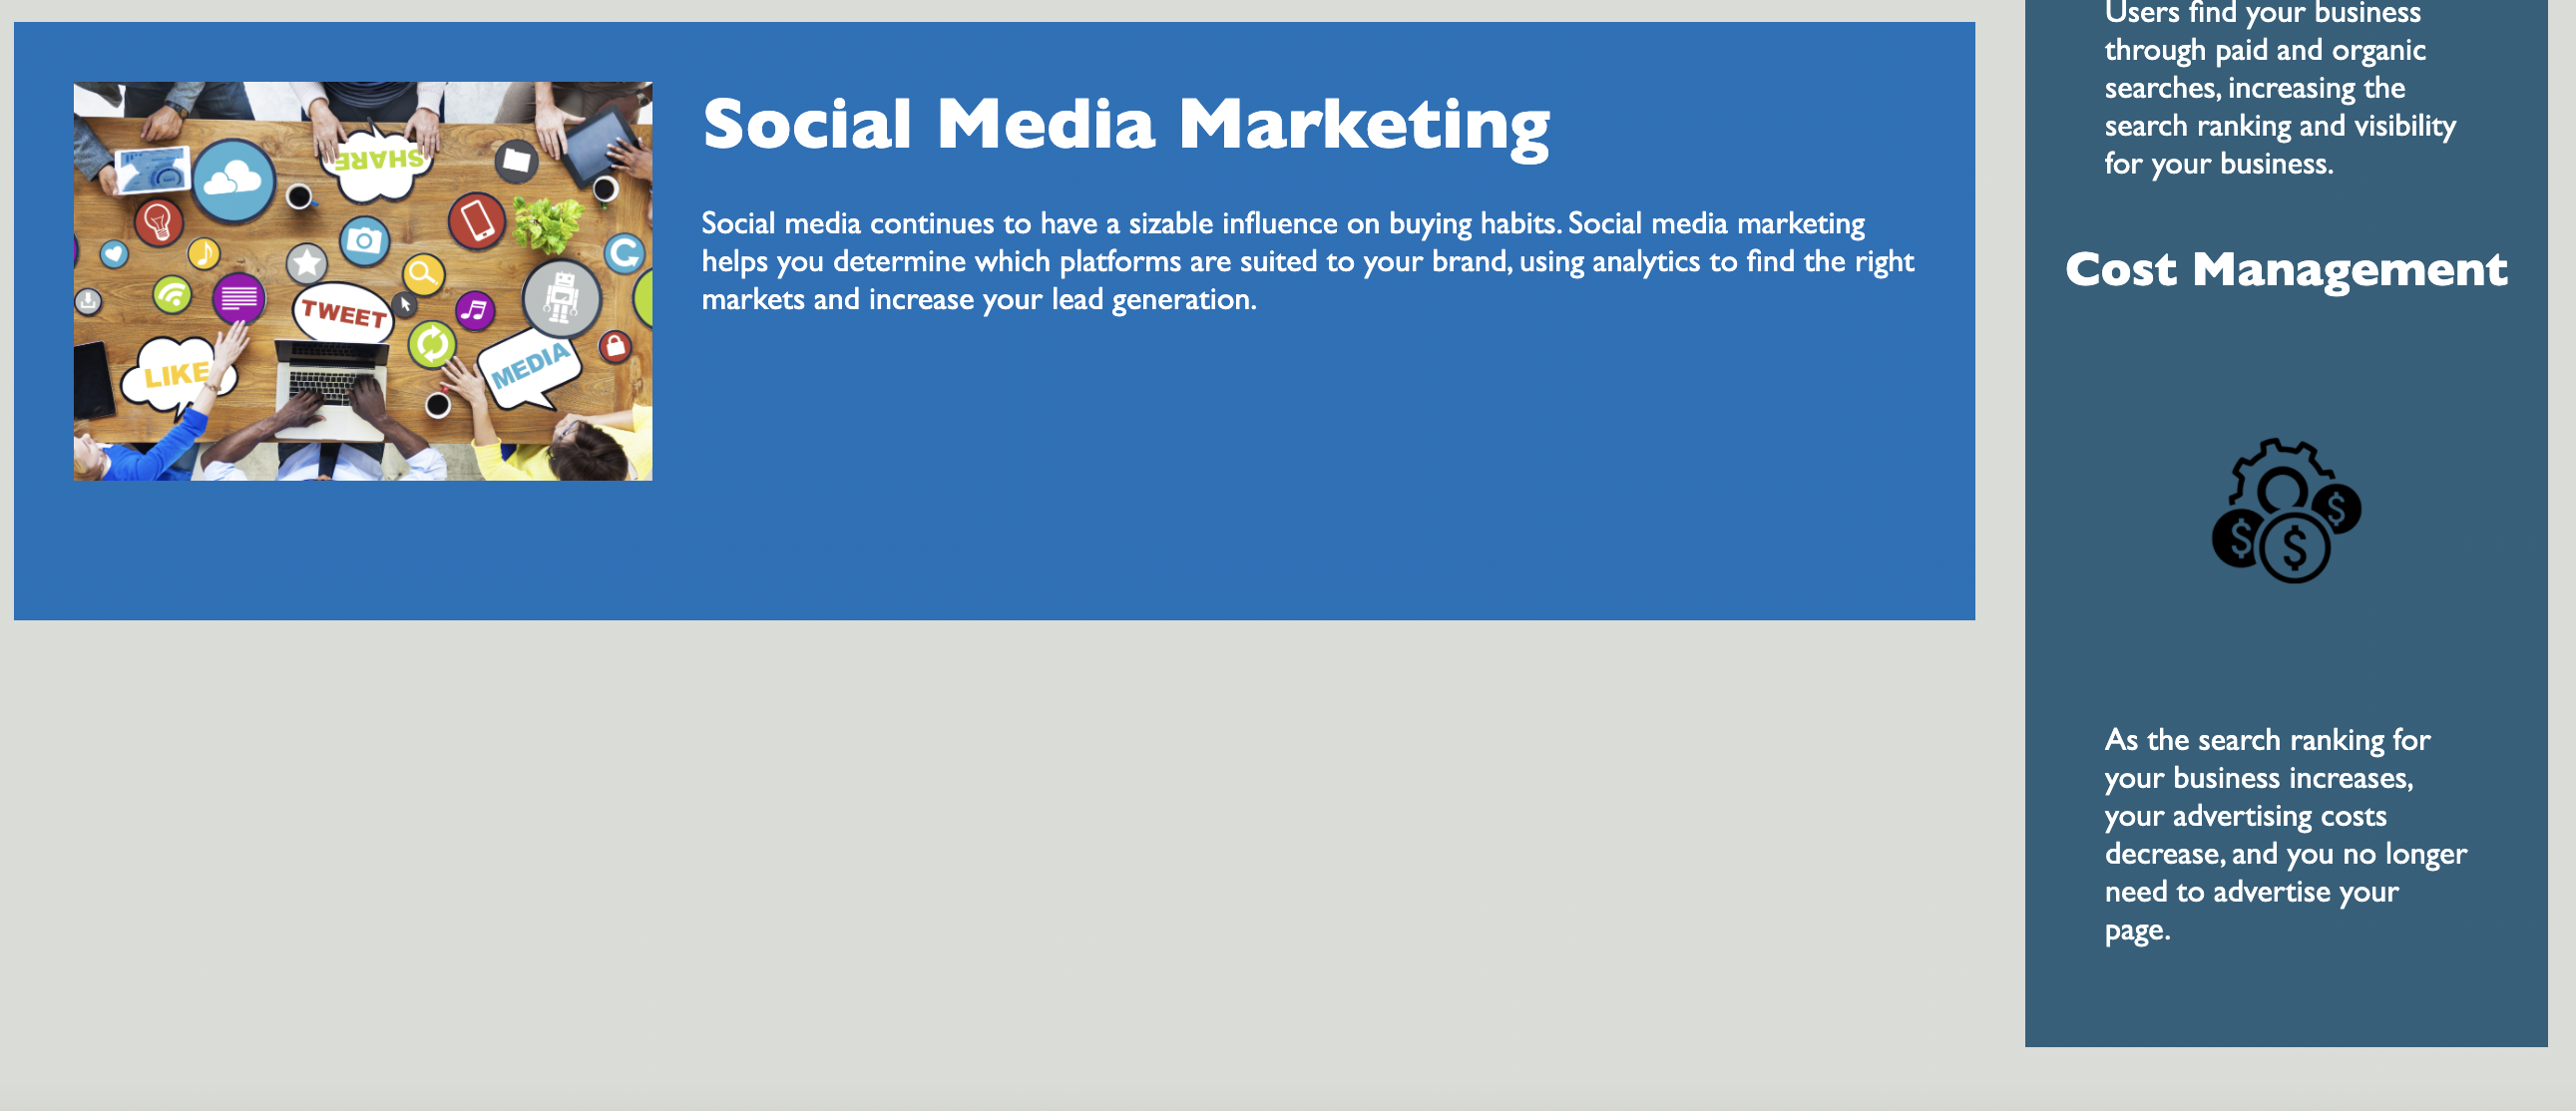 Social Media Marketing
Social media continues to have a sizable influence on buying habits. Social media marketing
helps you determine which platforms are suited to your brand, using analytics to find the right
markets and increase your lead generation.
SHARE
TWEET
LIKE
MEDIA
Users find your business
through paid and organic
searches, increasing the
search ranking and visibility
for your business.
Cost Management
$
$
$
As the search ranking for
your business increases,
your advertising costs
decrease, and you no longer
need to advertise your
page.